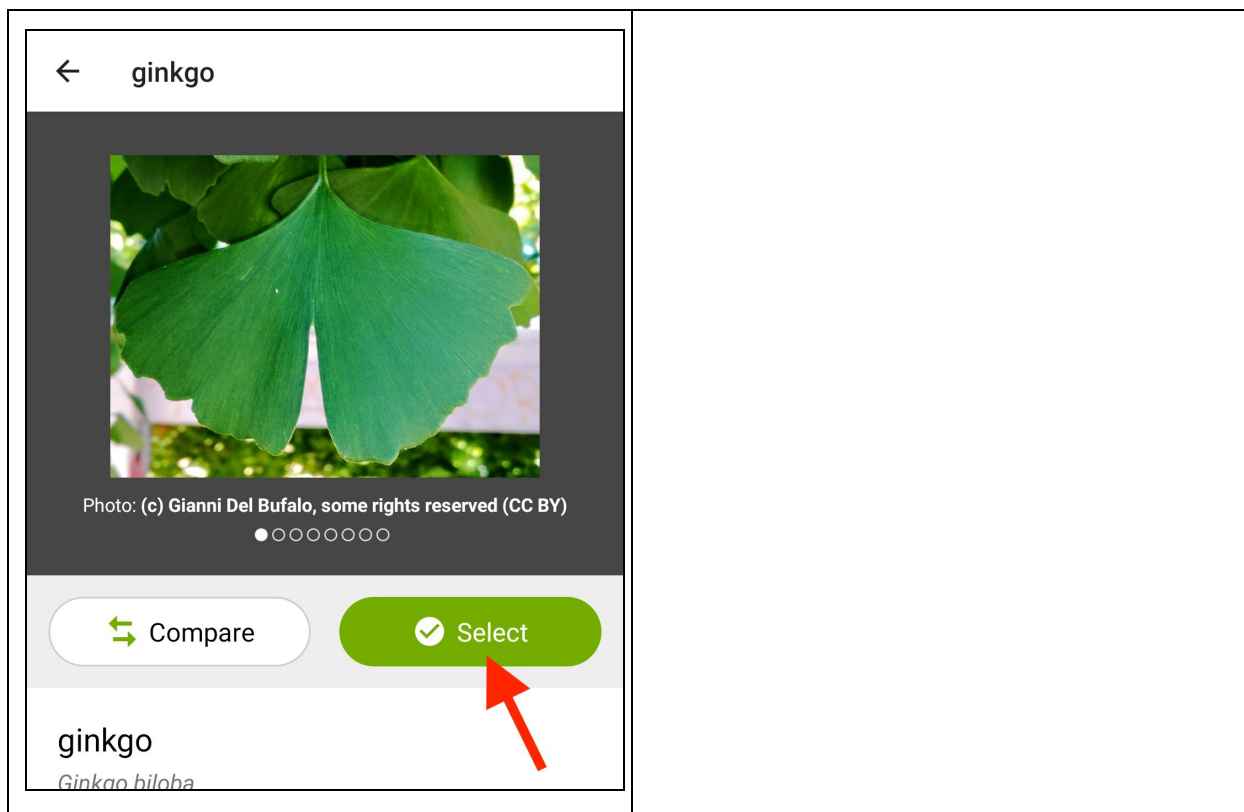 ginkgo
Photo: (c) Gianni Del Bufalo, some rights reserved (CC BY)
Compare
Select
ginkgo
Ginkgo biloba